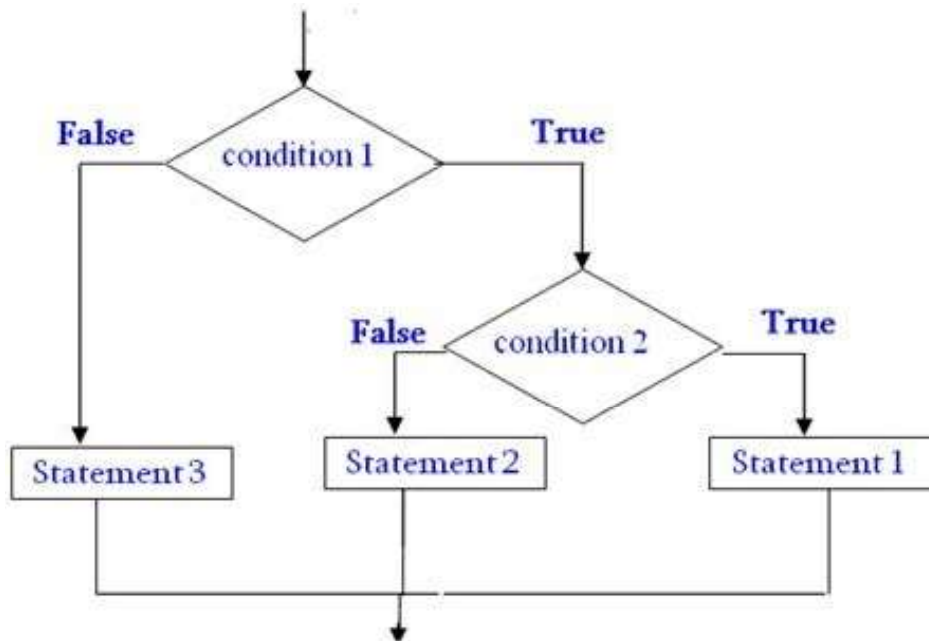 False
True
condition 1
False
True
condition 2
Statement 3
Statement 2
Statement 1